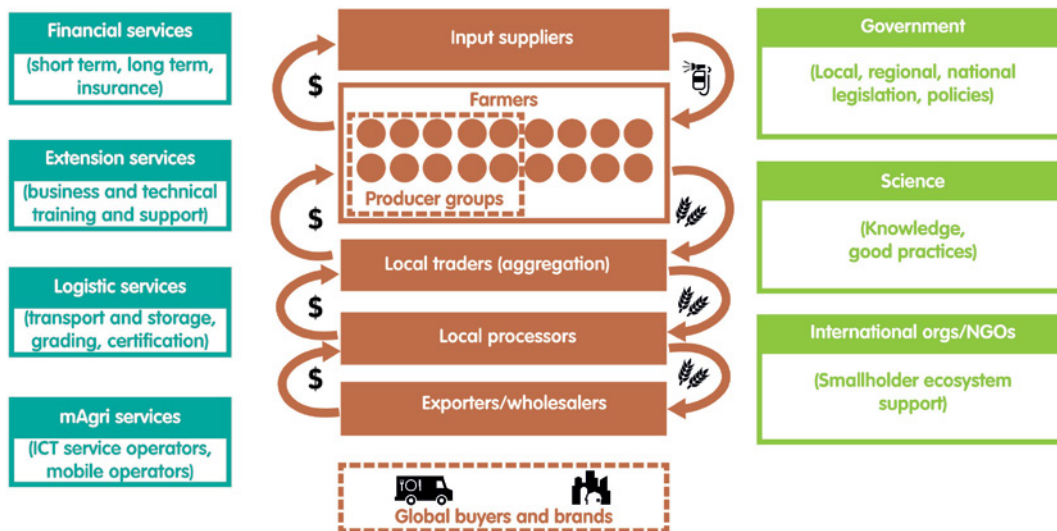 Financial services
(short term, long term,
insurance)
Extension services
(business and technical
training and support)
Logistic services
(transport and storage,
grading, certification)
mAgri services
(ICT service operators,
mobile operators)
Input suppliers
$
Farmers
Producer groups
$
Local traders (aggregation)
$
Local processors
$
Exporters/wholesalers
Global buyers and brands
Government
(Local, regional, national
legislation, policies)
Science
(Knowledge,
good practices)
International orgs/NGOs
(Smallholder ecosystem
support)